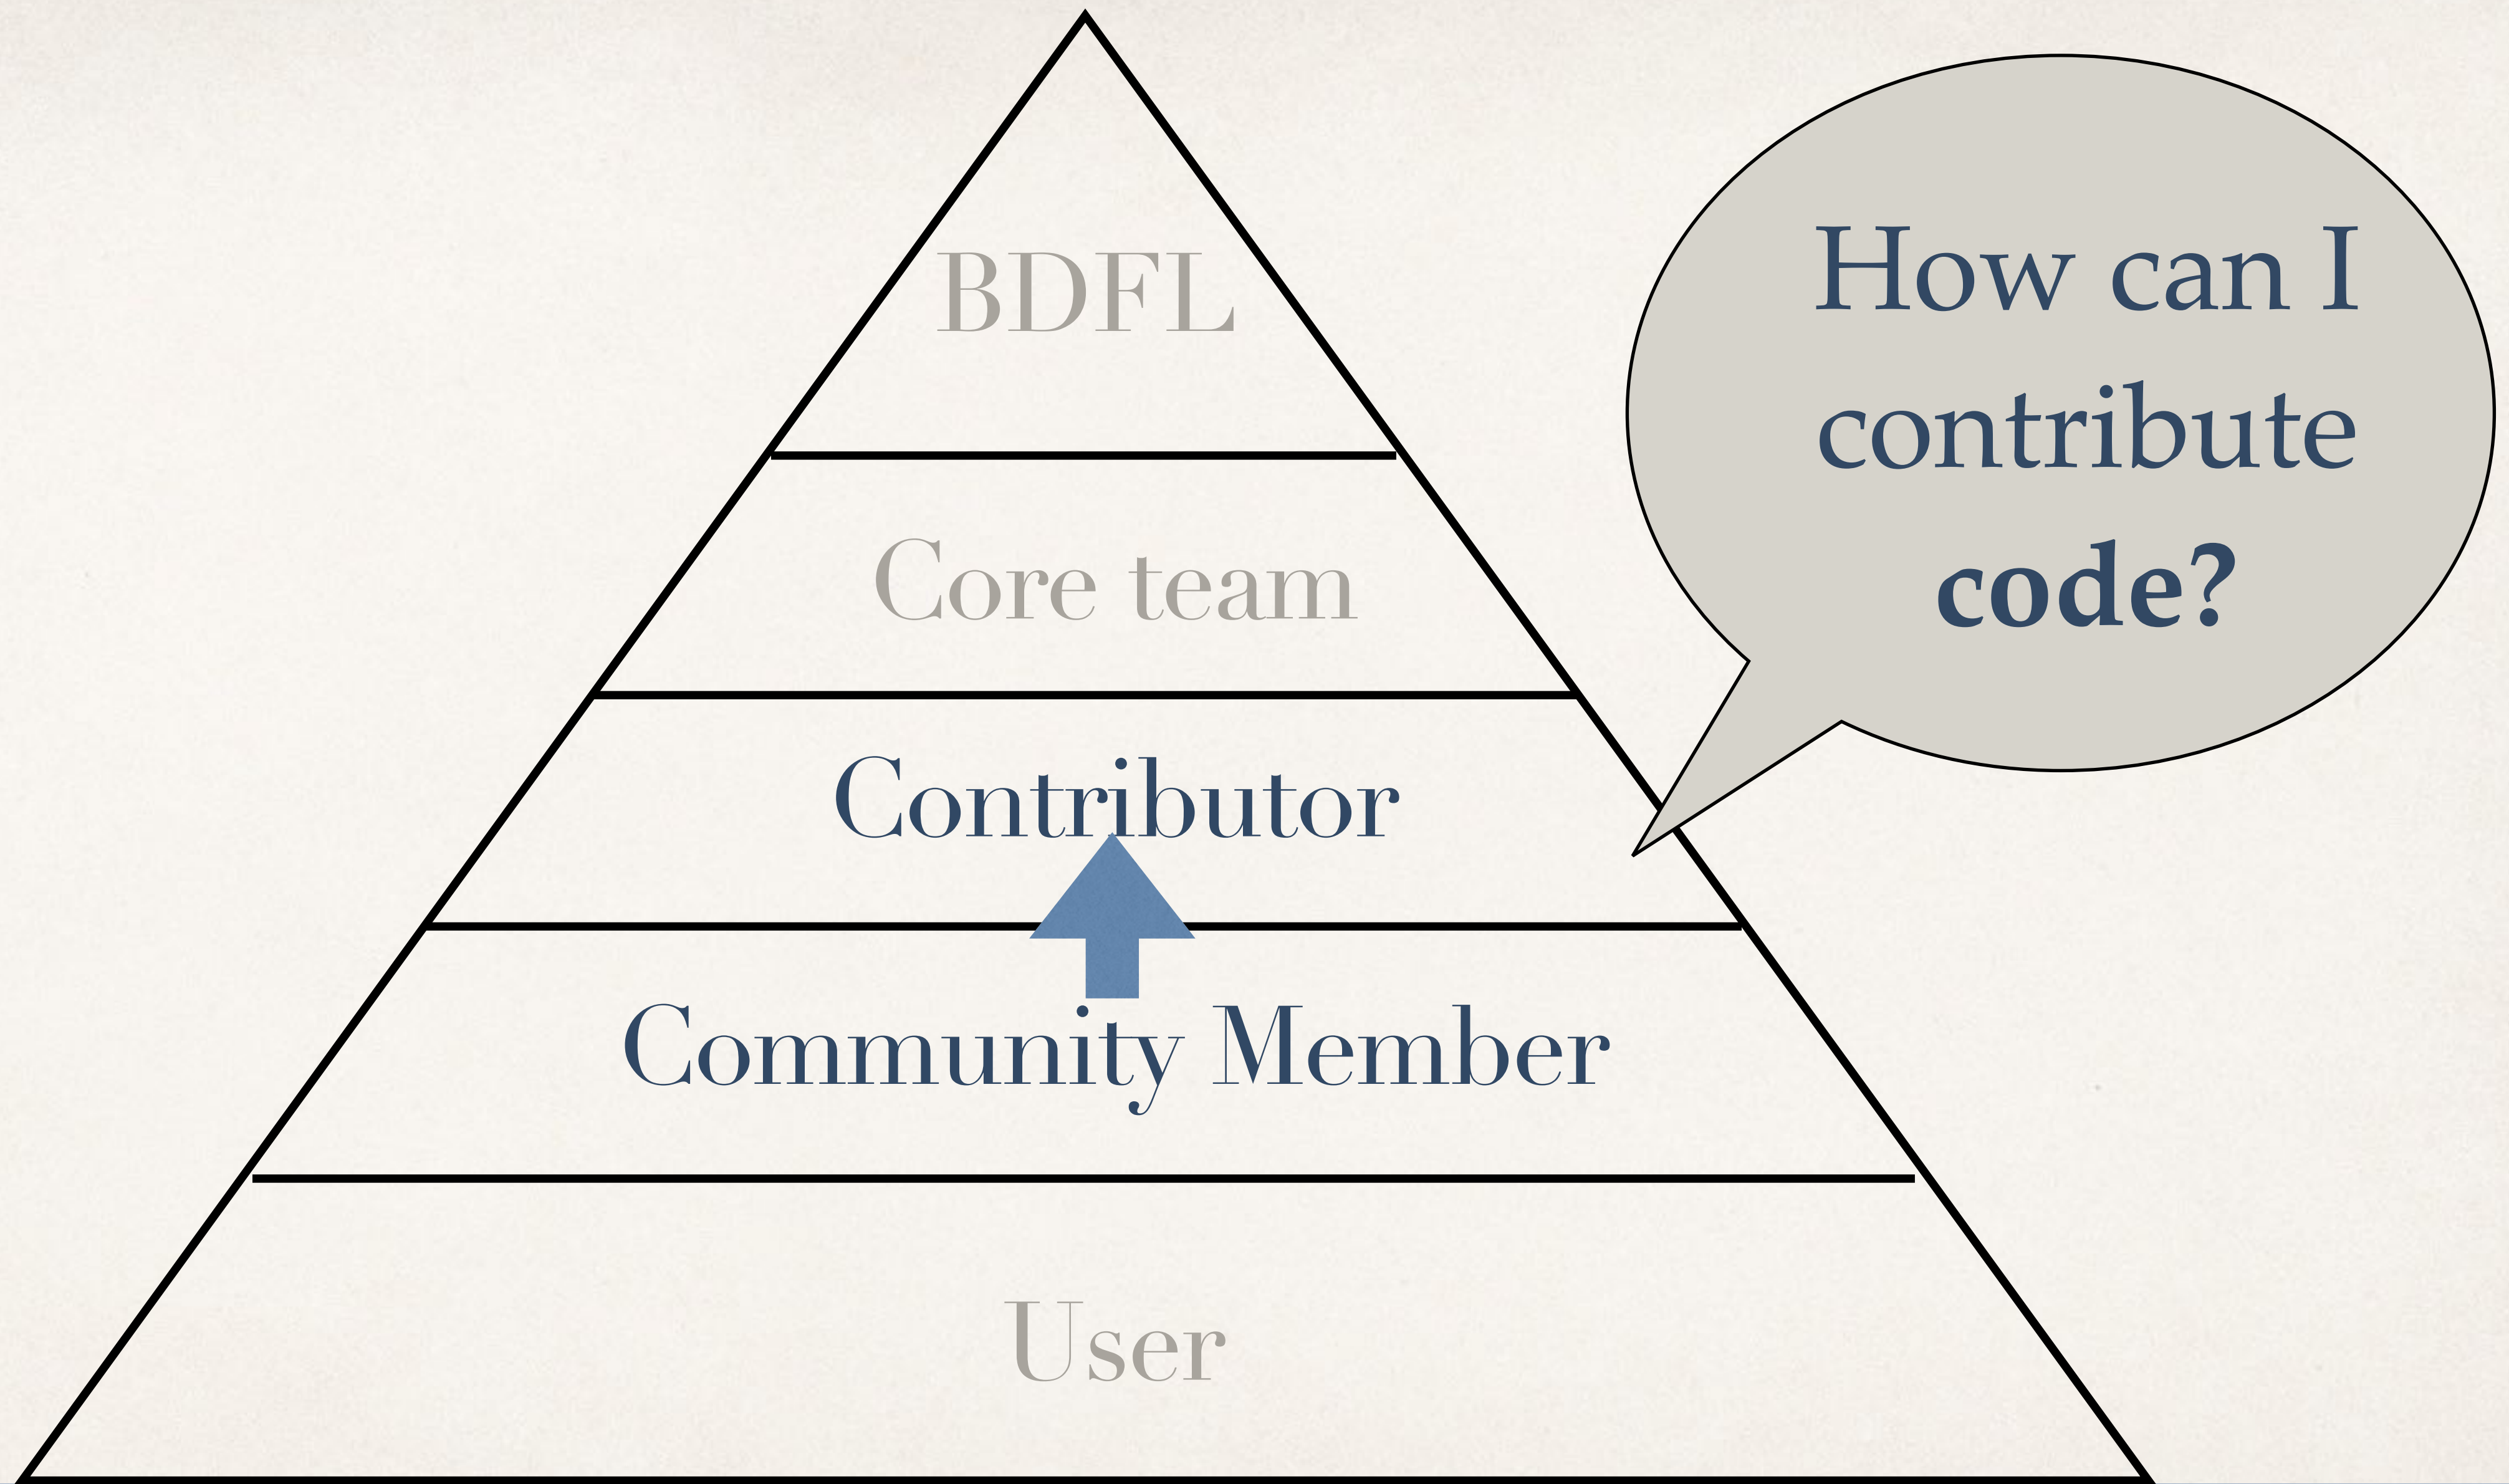 BDFL
Core team
Contributor
Community Member
User
How can I
contribute
code?